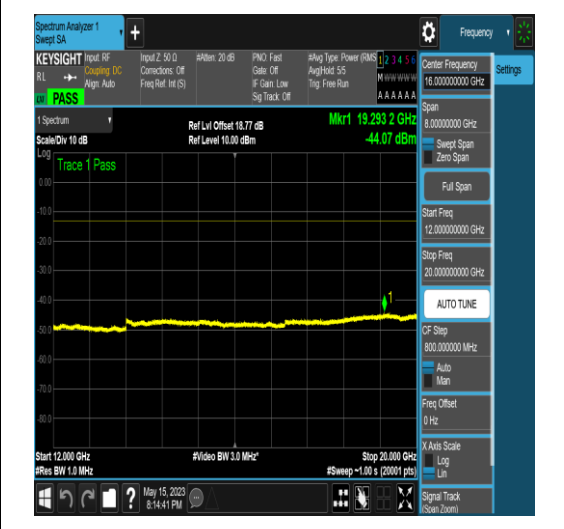 Spectrum Analyzer 1
Swept SA
Frequency
KEYSIGHT
Input: RF
Input Z: 50 Ω
#Atten: 20 dB
PNO: Fast
#Avg Type: Power (RMS
1 2 3 4 5 6
RL
Coupling: DC
Corrections: Off
Gate: Off
Avg|Hold: 5/5
M W W W W W
Align: Auto
Freq Ref: Int (S)
IF Gain: Low
Trig: Free Run
Sig Track: Off
A A A A A A
PASS
1 Spectrum
Scale/Div 10 dB
Ref Lvl Offset 18.77 dB
Ref Level 10.00 dBm
Mkr1 19.293 2 GHz
-44.07 dBm
Log
Trace 1 Pass
0.00
-10.0
-20.0
-30.0
-40.0
1
-50.0
-60.0
-70.0
-80.0
Start 12.000 GHz
#Video BW 3.0 MHz*
Stop 20.000 GHz
#Res BW 1.0 MHz
#Sweep ~1.00 s (20001 pts)
May 15, 2023
8:14:41 PM
Center Frequency
16.000000000 GHz
Settings
Span
8.00000000 GHz
Swept Span
Zero Span
Full Span
Start Freq
12.000000000 GHz
Stop Freq
20.000000000 GHz
AUTO TUNE
CF Step
800.000000 MHz
Auto
Man
Freq Offset
0 Hz
X Axis Scale
Log
Lin
Signal Track
(Span Zoom)